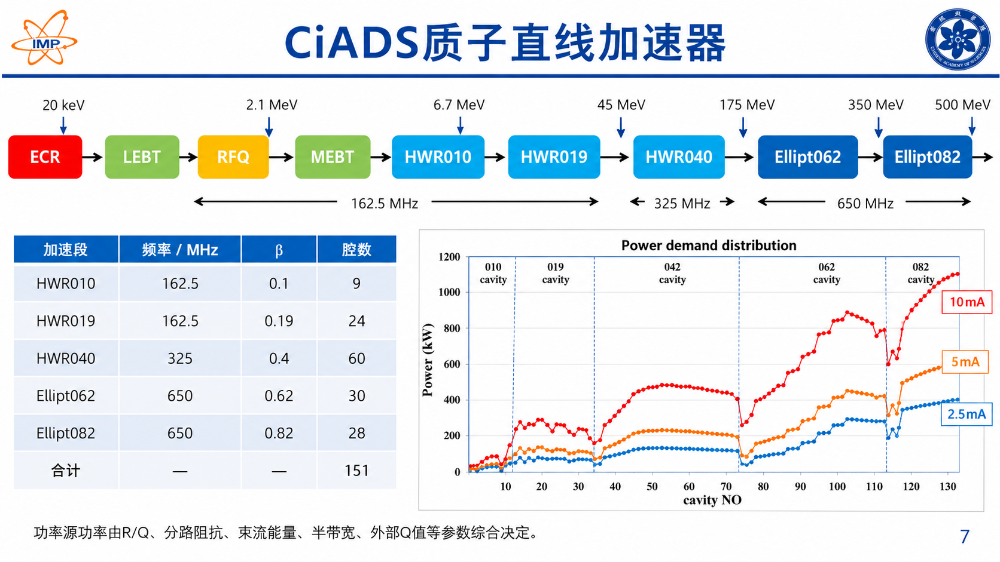 IMP
CiADS质子直线加速器
CHINESE ACADEMY OF SCIENCES
20 keV
2.1 MeV
6.7 MeV
45 MeV
175 MeV
350 MeV
500 MeV
ECR
LEBT
RFQ
MEBT
HWR010
HWR019
HWR040
Ellipt062
Ellipt082
162.5 MHz
325 MHz
650 MHz
加速段 频率 / MHz β 腔数
HWR010 162.5 0.1 9
HWR019 162.5 0.19 24
HWR040 325 0.4 60
Ellipt062 650 0.62 30
Ellipt082 650 0.82 28
合计 — — 151
Power demand distribution
Power (kW)
1200
1000
800
600
400
200
0
010
cavity
019
cavity
042
cavity
062
cavity
082
cavity
10mA
5mA
2.5mA
10 20 30 40 50 60 70 80 90 100 110 120 130
cavity NO
功率源功率由R/Q、分路阻抗、束流能量、半带宽、外部Q值等参数综合决定。
7